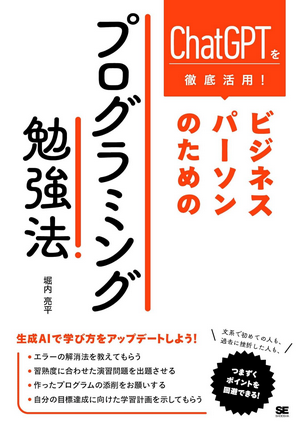 ChatGPTを
徹底活用!
ビジネス
パーソン
のための
プログラミング
勉強法
堀内 亮平
生成AIで学び方をアップデートしよう!
•エラーの解消法を教えてもらう
•習熟度に合わせた演習問題を出題させる
•作ったプログラムの添削をお願いする
•自分の目標達成に向けた学習計画を示してもらう
文系で初めての人も、
過去に挫折した人も、
つまずく
ポイントを
回避できる!
SE
SHOEISHA